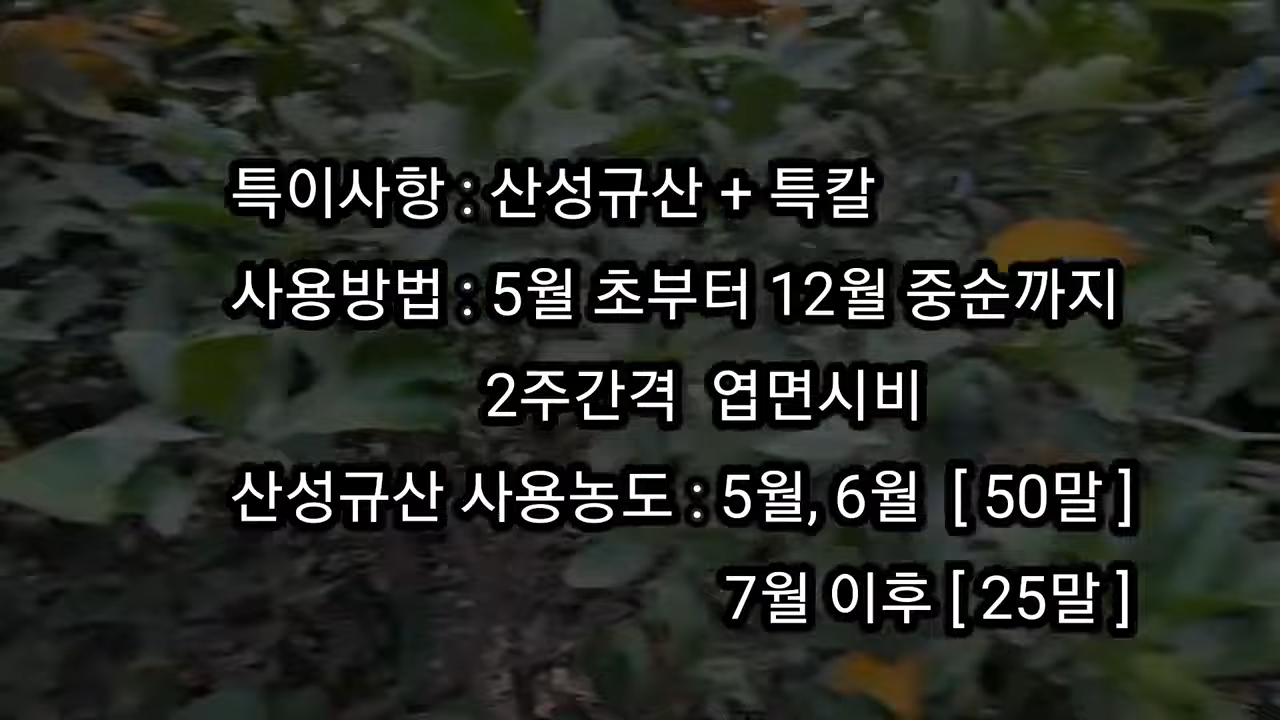 특이사항 : 산성규산 + 특칼
사용방법 : 5월 초부터 12월 중순까지
2주간격 엽면시비
산성규산 사용농도 : 5월, 6월 [ 50말 ]
7월 이후 [ 25말 ]